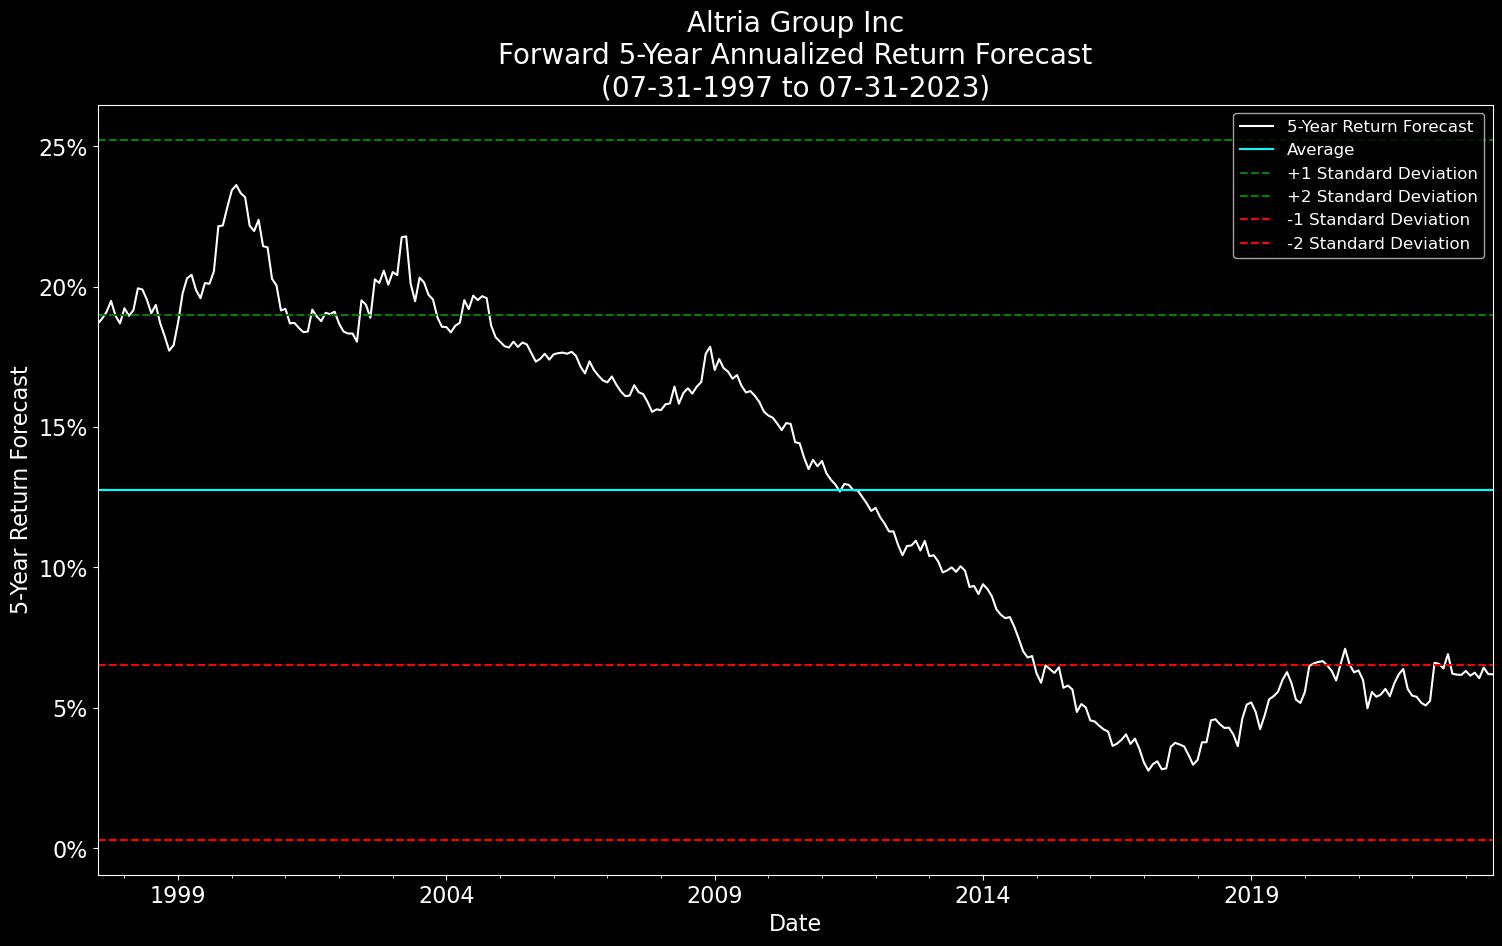 Altria Group Inc
Forward 5-Year Annualized Return Forecast
(07-31-1997 to 07-31-2023)
5-Year Return Forecast
Average
+1 Standard Deviation
+2 Standard Deviation
-1 Standard Deviation
-2 Standard Deviation
25%
20%
15%
10%
5%
0%
5-Year Return Forecast
1999 2004 2009 2014 2019
Date